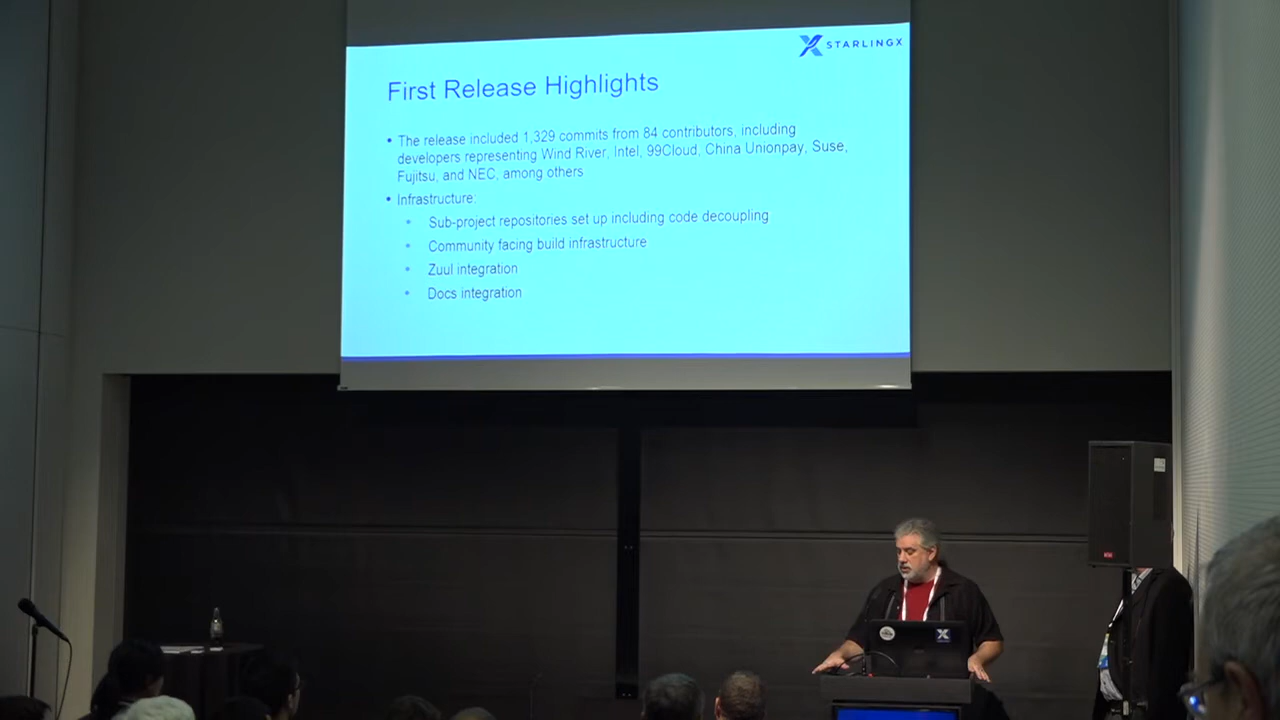 STARLINGX
First Release Highlights
• The release included 1,329 commits from 84 contributors, including
developers representing Wind River, Intel, 99Cloud, China Unionpay, Suse,
Fujitsu, and NEC, among others
• Infrastructure:
• Sub-project repositories set up including code decoupling
• Community facing build infrastructure
• Zuul integration
• Docs integration